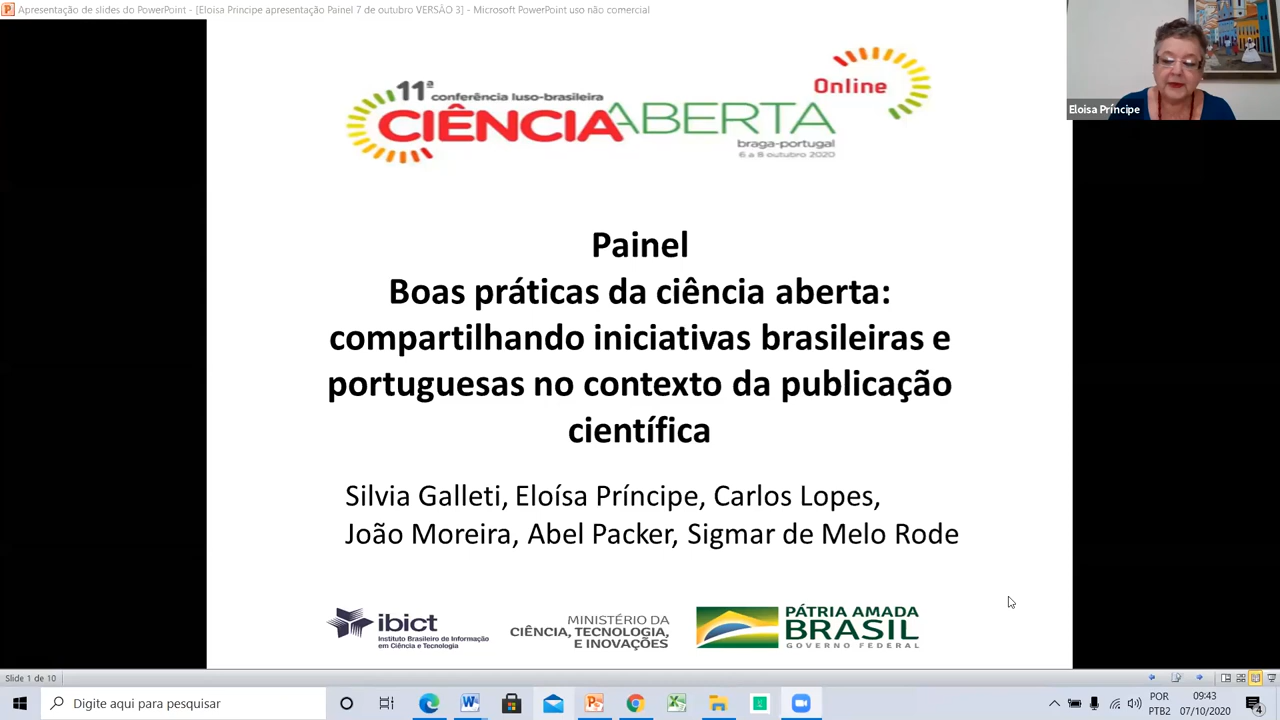 Apresentação de slides do PowerPoint - [Eloisa Principe apresentação Painel 7 de outubro VERSÃO 3] - Microsoft PowerPoint uso não comercial
Eloisa Príncipe
11ª conferência luso-brasileira
CIÊNCIAABERTA
Online
braga-portugal
6 a 8 outubro 2020
Painel
Boas práticas da ciência aberta:
compartilhando iniciativas brasileiras e
portuguesas no contexto da publicação
científica
Silvia Galleti, Eloísa Príncipe, Carlos Lopes,
João Moreira, Abel Packer, Sigmar de Melo Rode
ibict
Instituto Brasileiro de Informação
em Ciência e Tecnologia
MINISTÉRIO DA
CIÊNCIA, TECNOLOGIA,
E INOVAÇÕES
PÁTRIA AMADA
BRASIL
GOVERNO FEDERAL
Slide 1 de 10
Digite aqui para pesquisar
POR
PTB2
09:43
07/10/2020
4